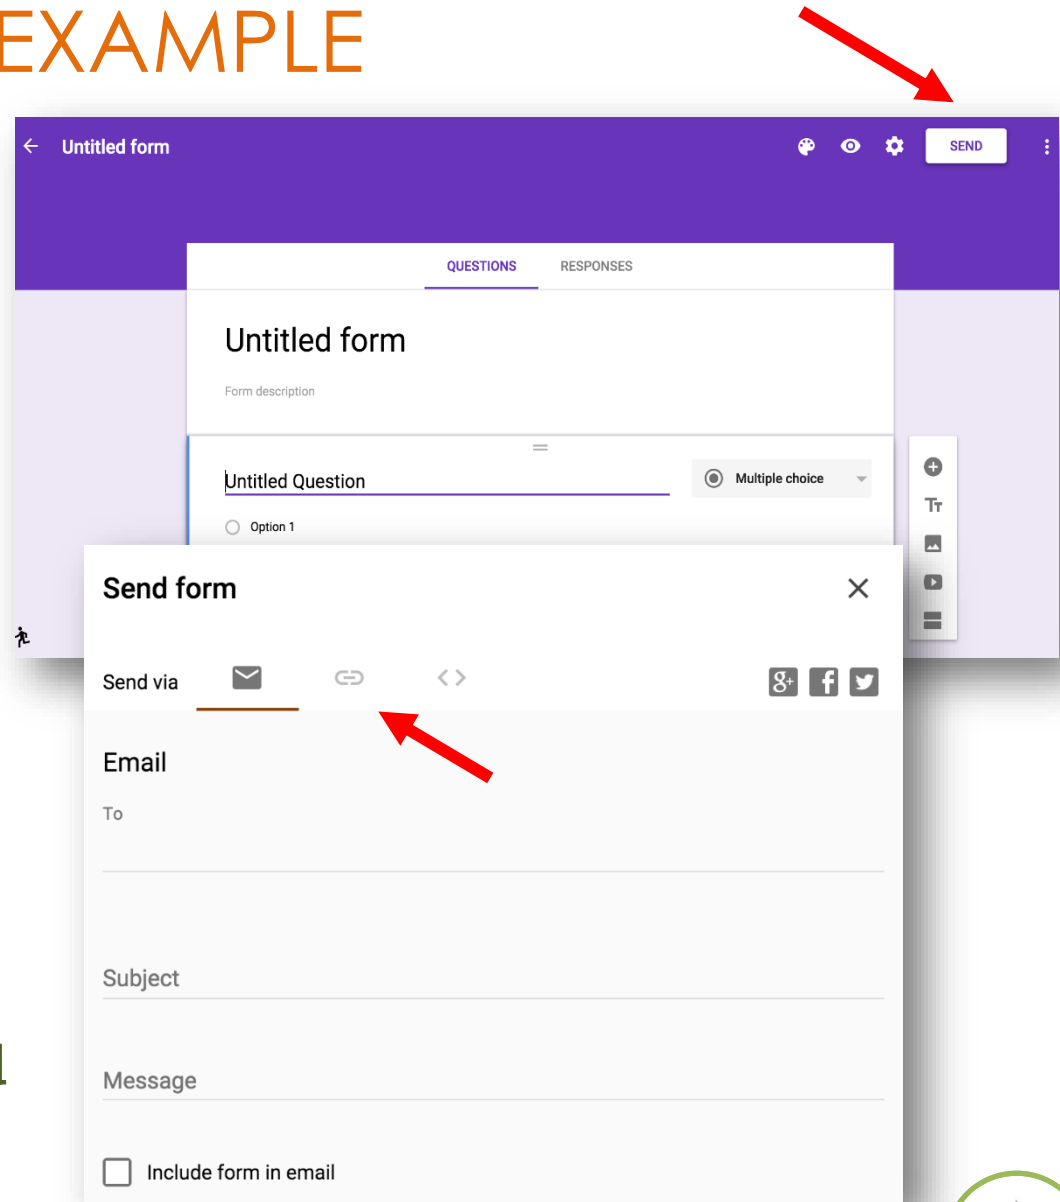 EXAMPLE
Untitled form
SEND
QUESTIONS RESPONSES
Untitled form
Form description
Untitled Question
Multiple choice
Option 1
Send form
Send via
Email
To
Subject
Message
Include form in email